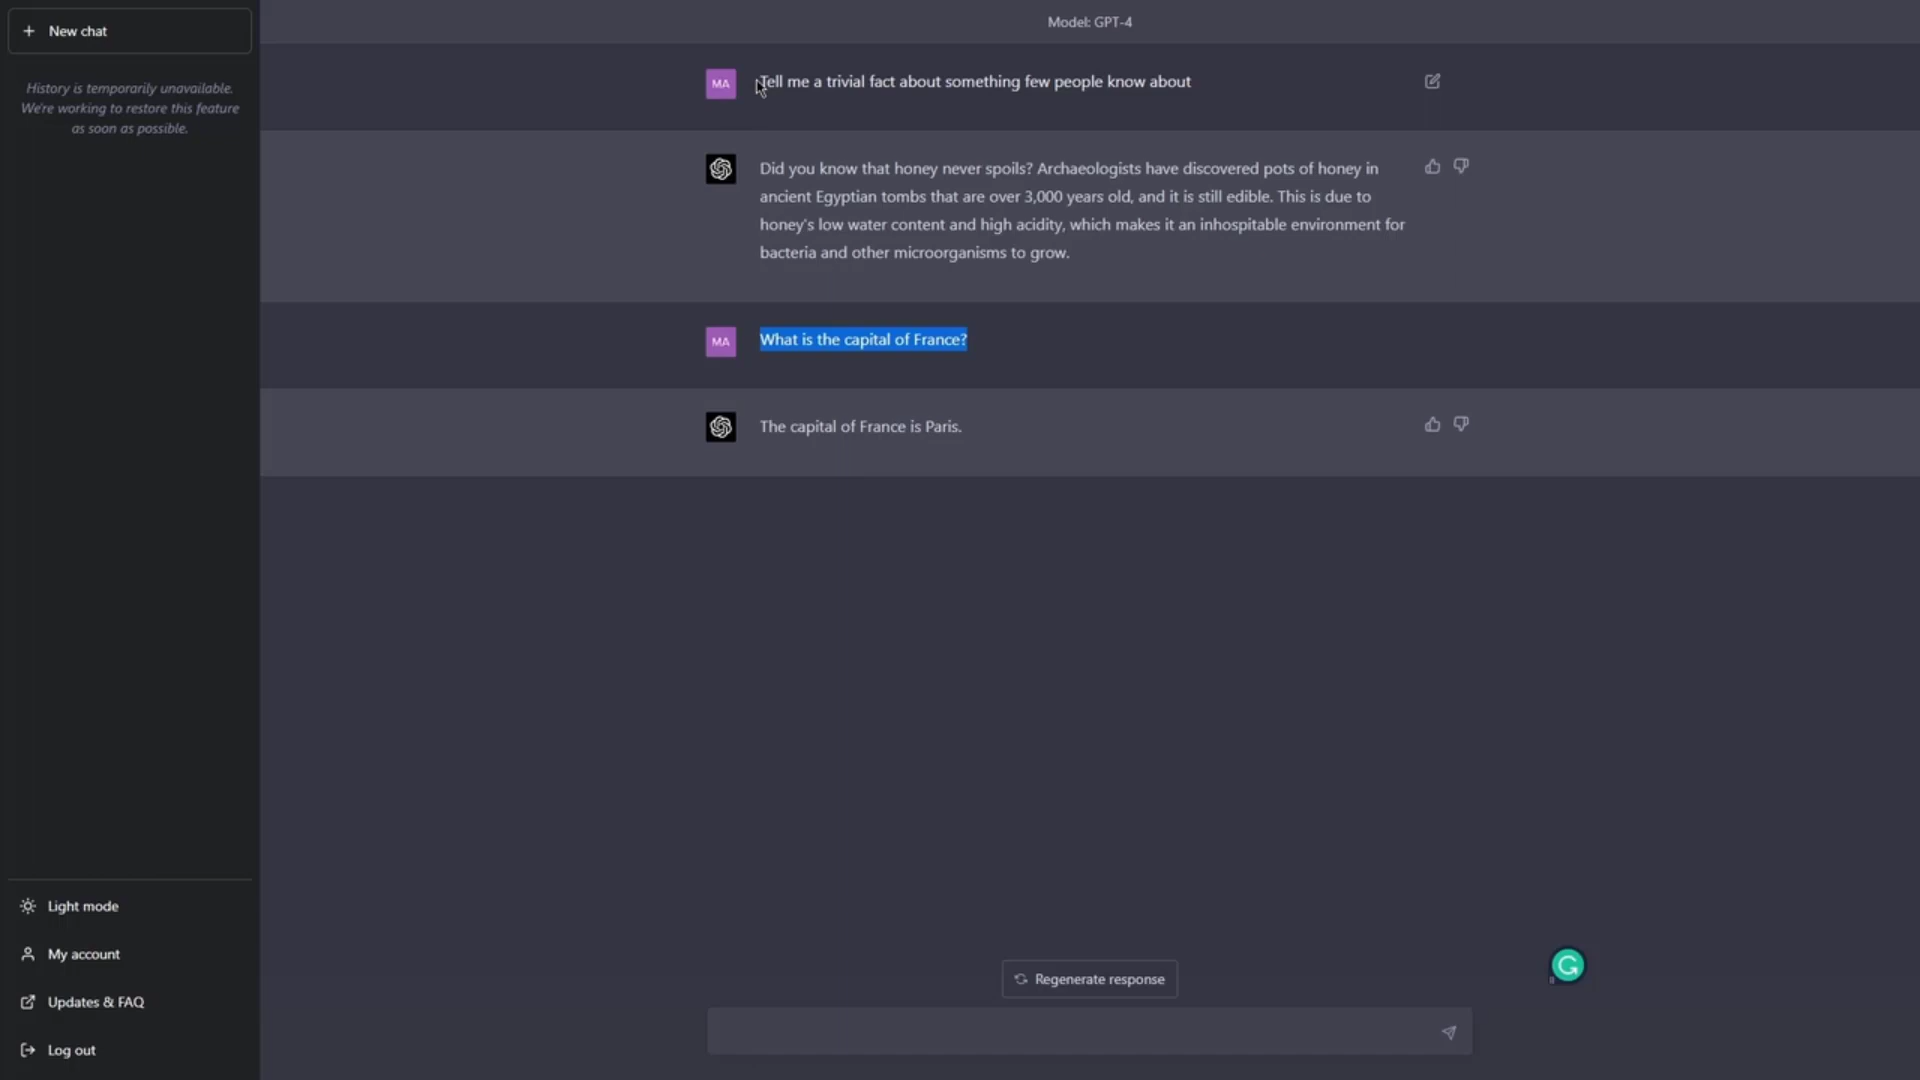 New chat
History is temporarily unavailable.
We're working to restore this feature
as soon as possible.
Light mode
My account
Updates & FAQ
Log out
Model: GPT-4
MA
Tell me a trivial fact about something few people know about
Did you know that honey never spoils? Archaeologists have discovered pots of honey in
ancient Egyptian tombs that are over 3,000 years old, and it is still edible. This is due to
honey's low water content and high acidity, which makes it an inhospitable environment for
bacteria and other microorganisms to grow.
MA
What is the capital of France?
The capital of France is Paris.
Regenerate response